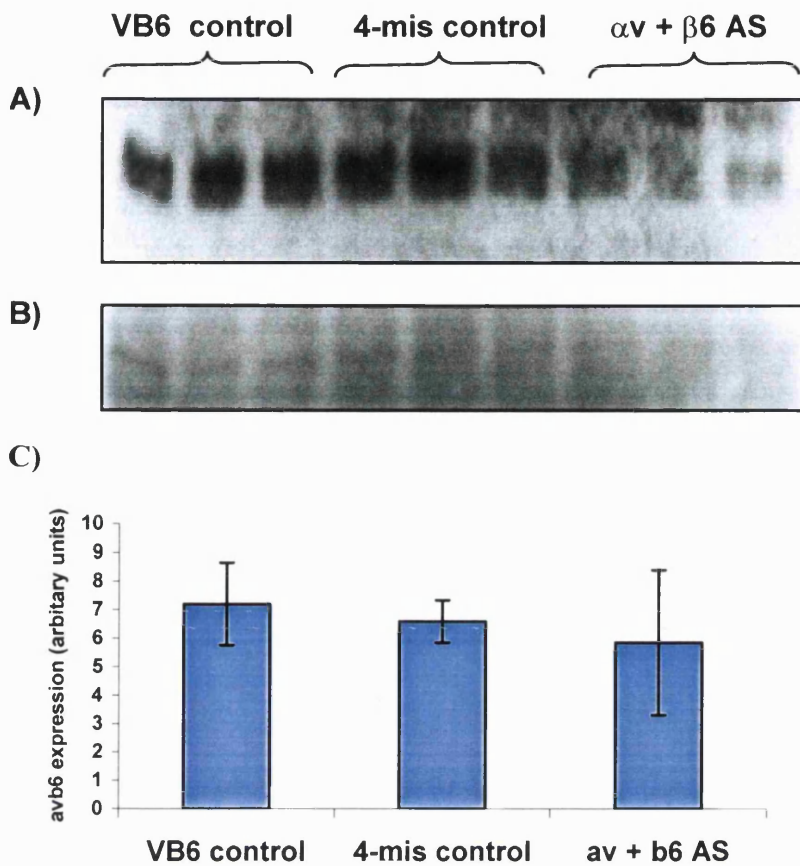 VB6 control 4-mis control αv + β6 AS
A)
B)
C)
avb6 expression (arbitary units)
10
9
8
7
6
5
4
3
2
1
0
VB6 control 4-mis control av + b6 AS